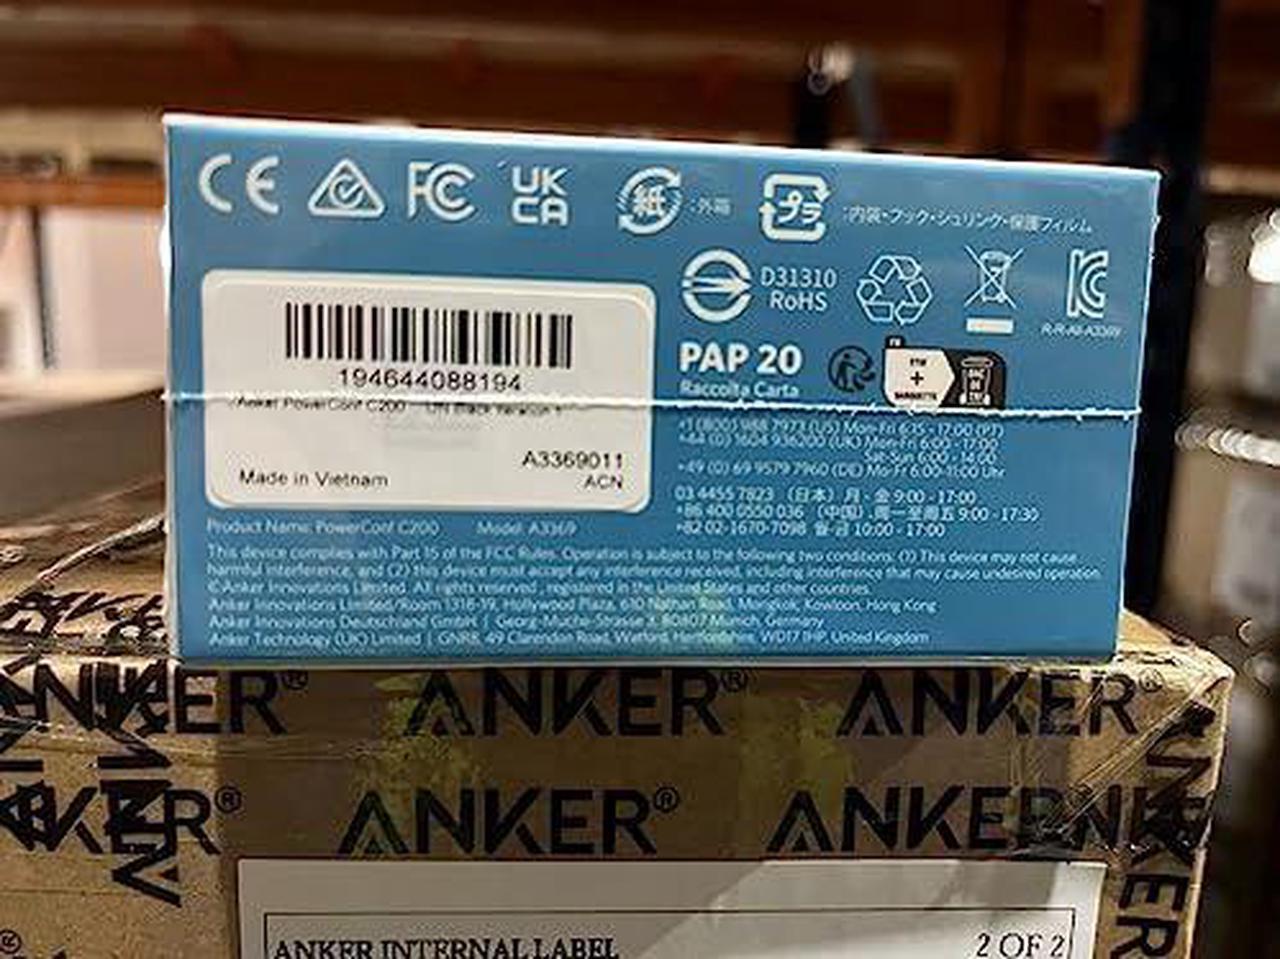 CE FC UK CA 紙 :外箱 プラ :内装・フック・シュリンク・保護フィルム
D31310
RoHS
R-R-AII-A3369
194644088194
PAP 20
Raccolta Carta
FR
+
Anker PowerConf C200 UN Black Iteration 1
A3369011
Made in Vietnam
ACN
+1 (800) 988 7973 (US) Mon-Fri 6:15 - 17:00 (PT)
+44 (0) 1604 936200 (UK) Mon-Fri 6:00 - 17:00
Sat-Sun 6:00 - 14:00
+49 (0) 69 9579 7960 (DE) Mo-Fr 6:00-11:00 Uhr
03 4455 7823 (日本) 月 - 金 9:00 - 17:00
+86 400 0550 036 (中国) 周一至周五 9:00 - 17:30
+82 02-1670-7098 월-금 10:00 - 17:00
Product Name: PowerConf C200 Model: A3369
This device complies with Part 15 of the FCC Rules. Operation is subject to the following two conditions: (1) This device may not cause
harmful interference, and (2) this device must accept any interference received, including interference that may cause undesired operation.
©Anker Innovations Limited. All rights reserved. registered in the United States and other countries.
Anker Innovations Limited/Room 1318-19, Hollywood Plaza, 610 Nathan Road, Mongkok, Kowloon, Hong Kong
Anker Innovations Deutschland GmbH | Georg-Muche-Strasse 3, 80807 Munich, Germany
Anker Technology (UK) Limited | GNR8, 49 Clarendon Road, Watford, Hertfordshire, WD17 1HP, United Kingdom
ANKER® ANKER® ANKER®
ANKER® ANKER® ANKER
ANKER INTERNAL LABEL 2 OF 2